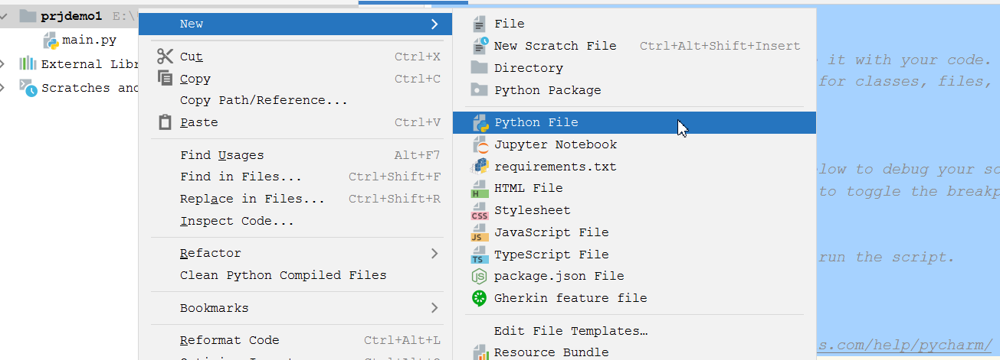 prjdemo1 E:\
main.py
External Libr
Scratches and
New
Cut Ctrl+X
Copy Ctrl+C
Copy Path/Reference...
Paste Ctrl+V
Find Usages Alt+F7
Find in Files... Ctrl+Shift+F
Replace in Files... Ctrl+Shift+R
Inspect Code...
Refactor
Clean Python Compiled Files
Bookmarks
Reformat Code Ctrl+Alt+L
File
New Scratch File Ctrl+Alt+Shift+Insert
Directory
Python Package
Python File
Jupyter Notebook
requirements.txt
HTML File
Stylesheet
JavaScript File
TypeScript File
package.json File
Gherkin feature file
Edit File Templates…
Resource Bundle
it with your code.
for classes, files,
low to debug your sc
to toggle the breakp
run the script.
s.com/help/pycharm/